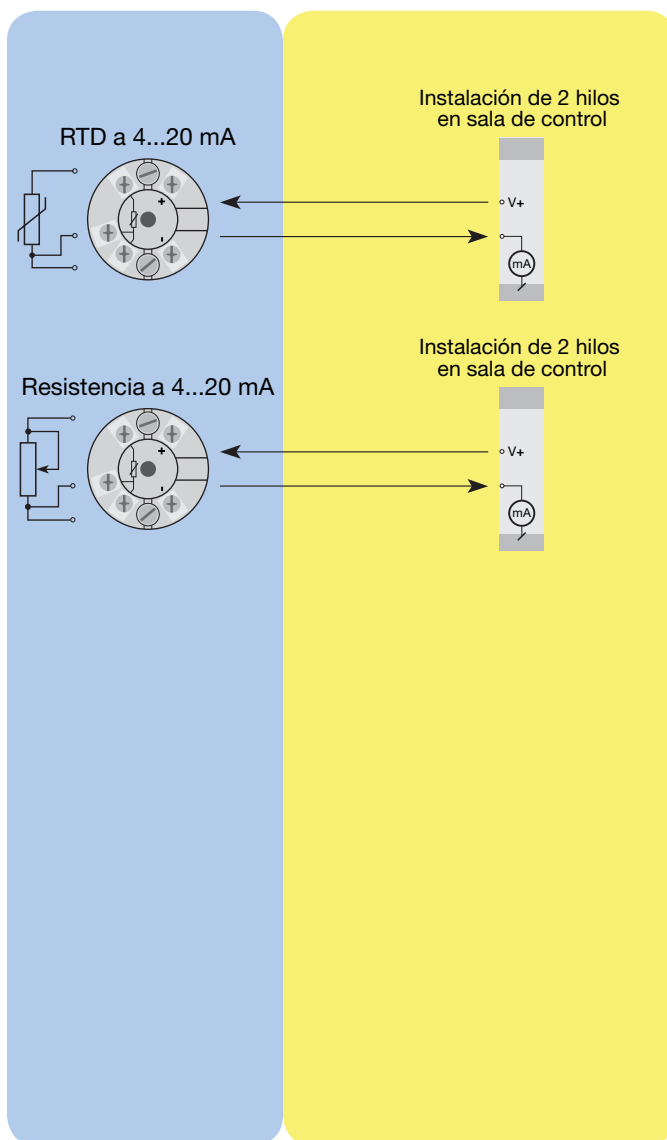 Instalación de 2 hilos
en sala de control
RTD a 4...20 mA
+
-
V+
mA
Instalación de 2 hilos
en sala de control
Resistencia a 4...20 mA
+
-
V+
mA